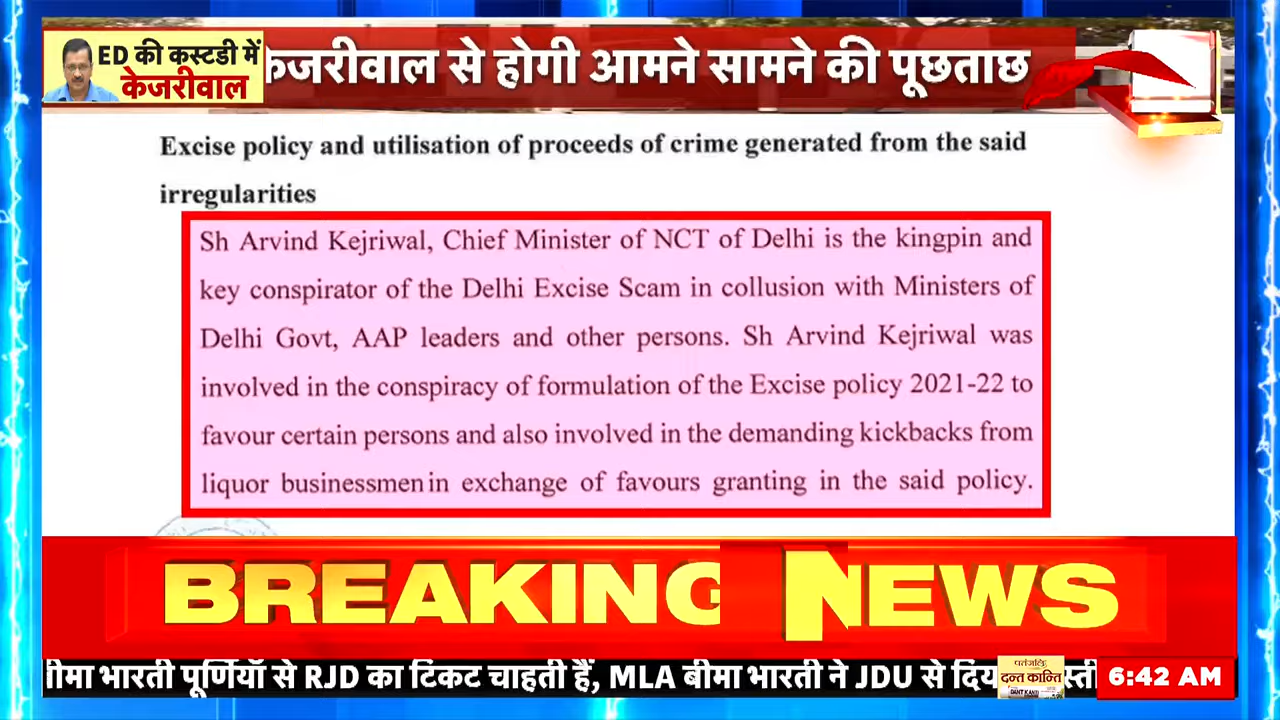 ED की कस्टडी में
केजरीवाल
केजरीवाल से होगी आमने सामने की पूछताछ
Excise policy and utilisation of proceeds of crime generated from the said
irregularities
Sh Arvind Kejriwal, Chief Minister of NCT of Delhi is the kingpin and
key conspirator of the Delhi Excise Scam in collusion with Ministers of
Delhi Govt, AAP leaders and other persons. Sh Arvind Kejriwal was
involved in the conspiracy of formulation of the Excise policy 2021-22 to
favour certain persons and also involved in the demanding kickbacks from
liquor businessmen in exchange of favours granting in the said policy.
BREAKING NEWS
बीमा भारती पूर्णियाँ से RJD का टिकट चाहती हैं, MLA बीमा भारती ने JDU से
पतंजलि
दन्त कान्ति
DANT KANTI
6:42 AM